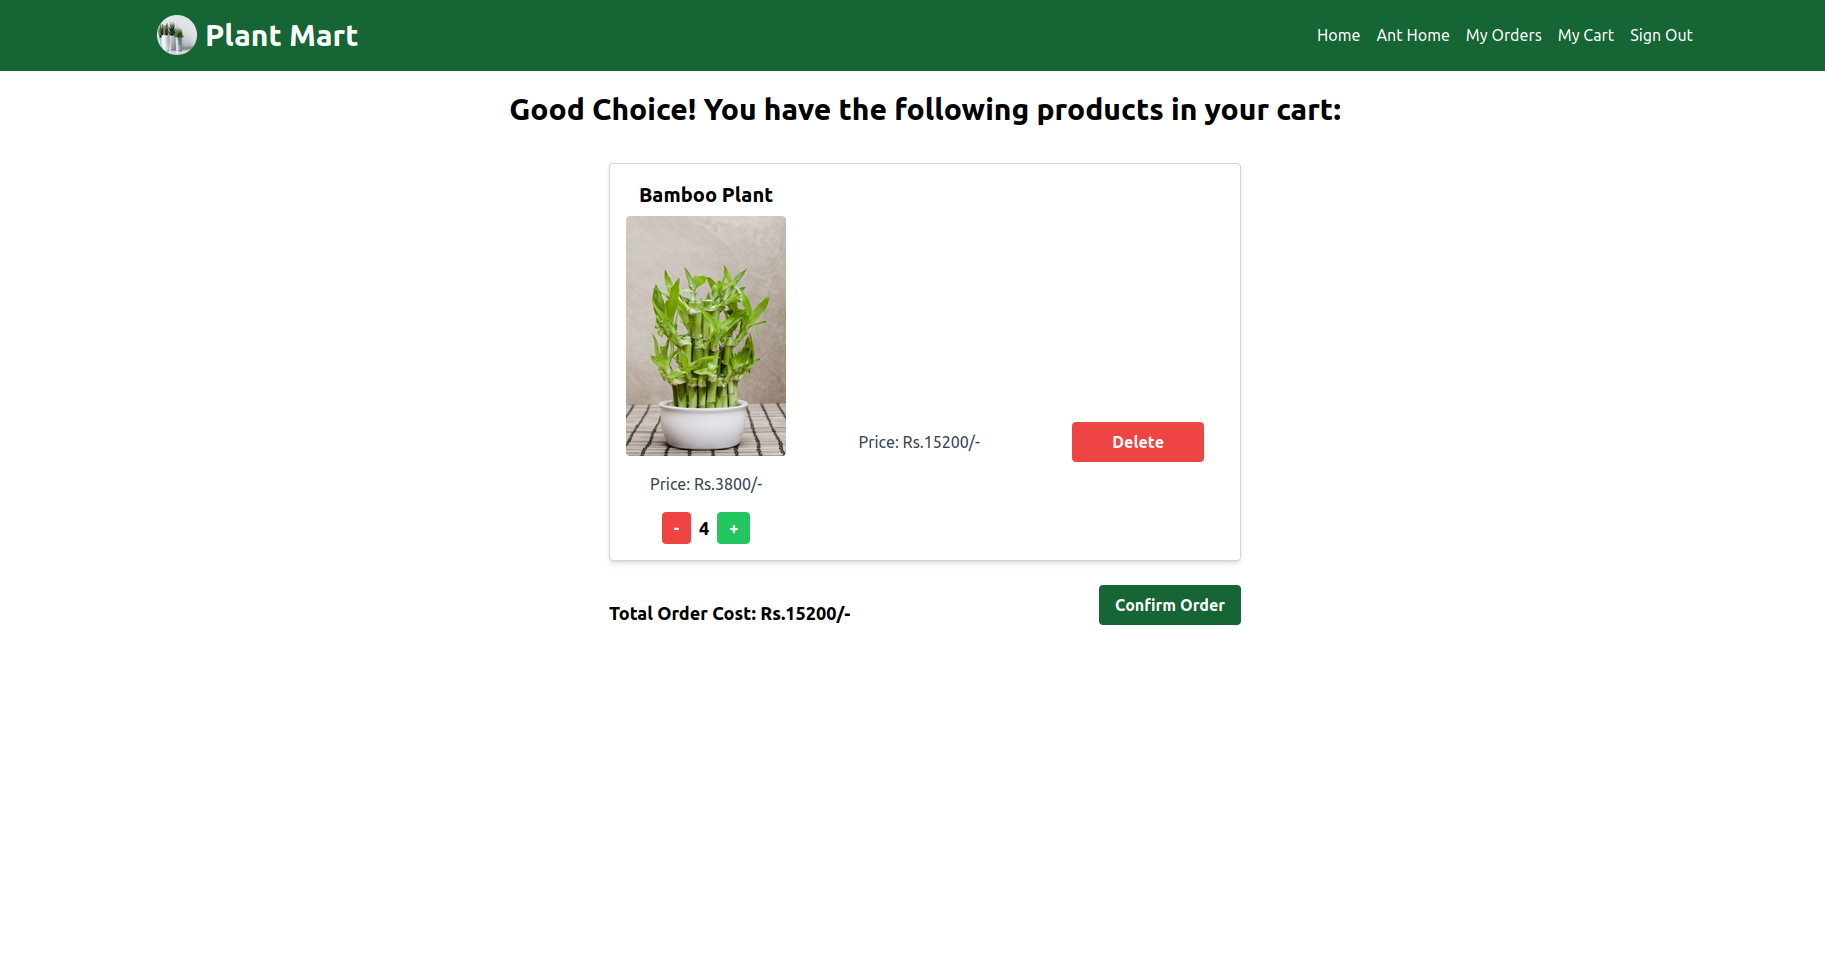 Plant Mart
Home Ant Home My Orders My Cart Sign Out
Good Choice! You have the following products in your cart:
Bamboo Plant
Price: Rs.15200/-
Delete
Price: Rs.3800/-
- 4 +
Total Order Cost: Rs.15200/-
Confirm Order